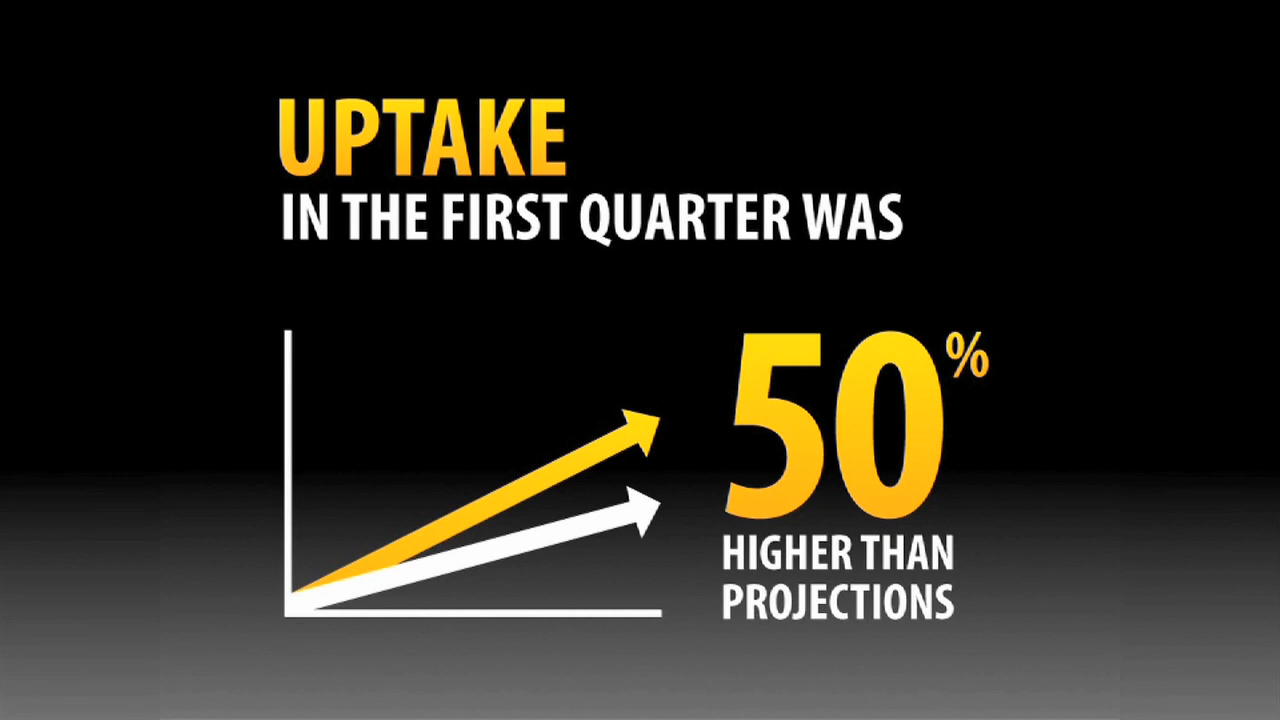 UPTAKE
IN THE FIRST QUARTER WAS
50%
HIGHER THAN
PROJECTIONS